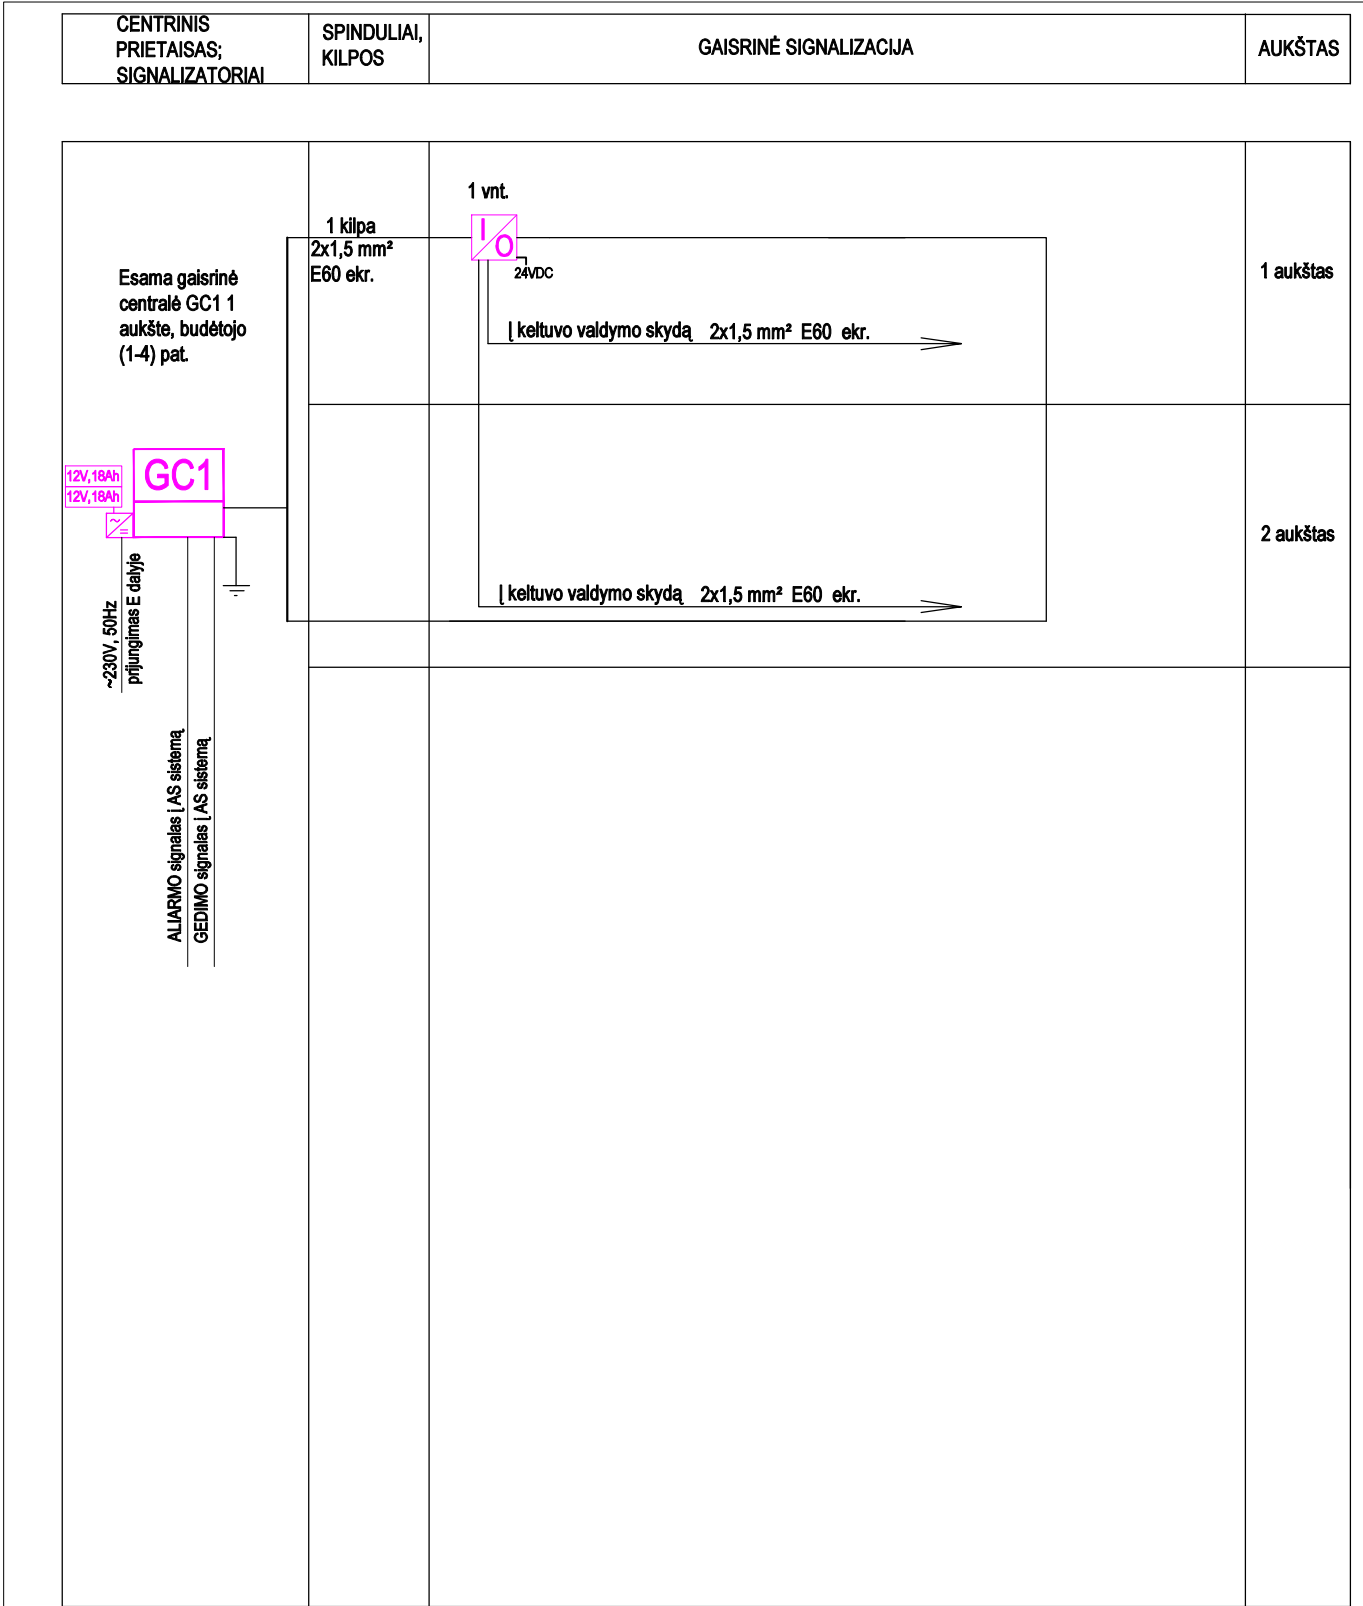 CENTRINIS
PRIETAISAS;
SIGNALIZATORIAI
SPINDULIAI,
KILPOS
GAISRINĖ SIGNALIZACIJA
AUKŠTAS
1 vnt.
1 kilpa
2x1,5 mm²
E60 ekr.
I
O
24VDC
Esama gaisrinė
centralė GC1 1
aukšte, budėtojo
(1-4) pat.
1 aukštas
Į keltuvo valdymo skydą 2x1,5 mm² E60 ekr.
GC1
12V,18Ah
12V,18Ah
~
=
2 aukštas
Į keltuvo valdymo skydą 2x1,5 mm² E60 ekr.
~230V, 50Hz
prijungimas E dalyje
ALIARMO signalas į AS sistemą
GEDIMO signalas į AS sistemą